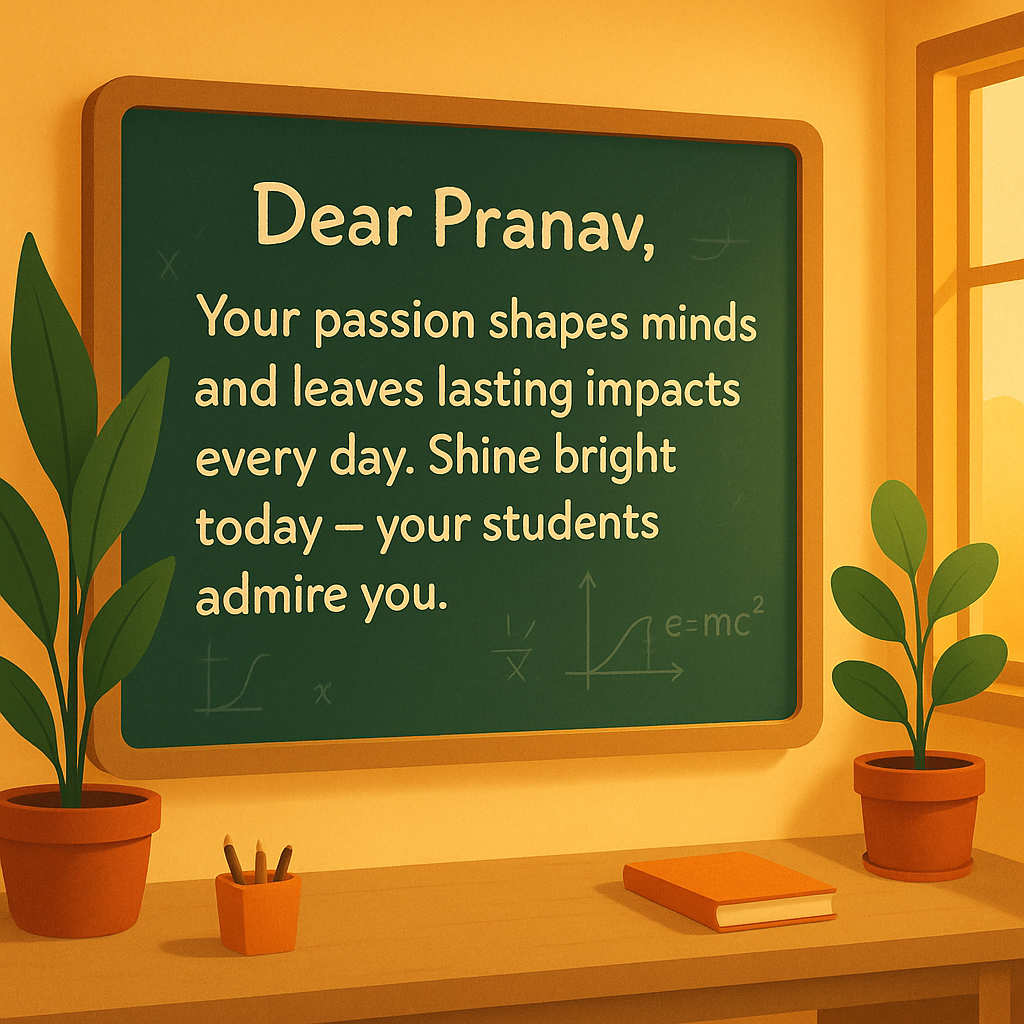 Dear Pranav,
Your passion shapes minds
and leaves lasting impacts
every day. Shine bright
today – your students
admire you.
e=mc²
1/x
x
x